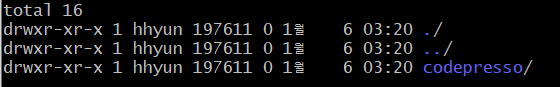 total 16
drwxr-xr-x 1 hhyun 197611 0 1월 6 03:20 ./
drwxr-xr-x 1 hhyun 197611 0 1월 6 03:20 ../
drwxr-xr-x 1 hhyun 197611 0 1월 6 03:20 codepresso/